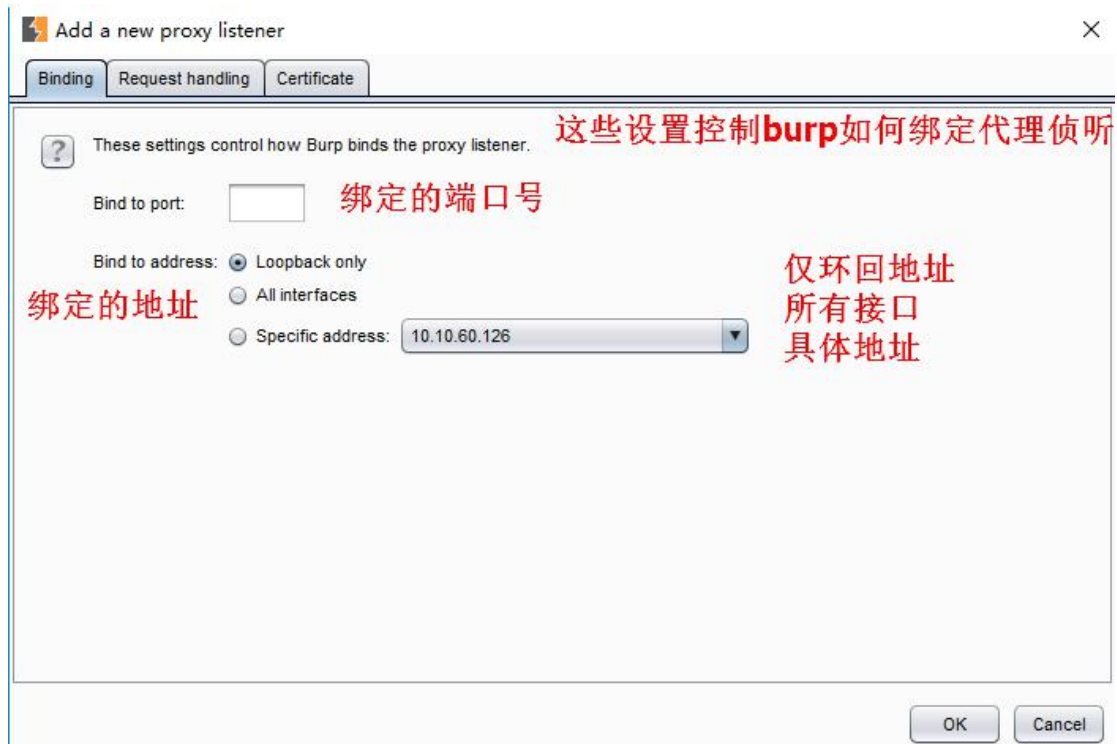 Add a new proxy listener
Binding Request handling Certificate
这些设置控制burp如何绑定代理侦听
? These settings control how Burp binds the proxy listener.
Bind to port: 绑定的端口号
Bind to address: Loopback only 仅环回地址
绑定的地址 All interfaces 所有接口
Specific address: 10.10.60.126 具体地址
OK Cancel